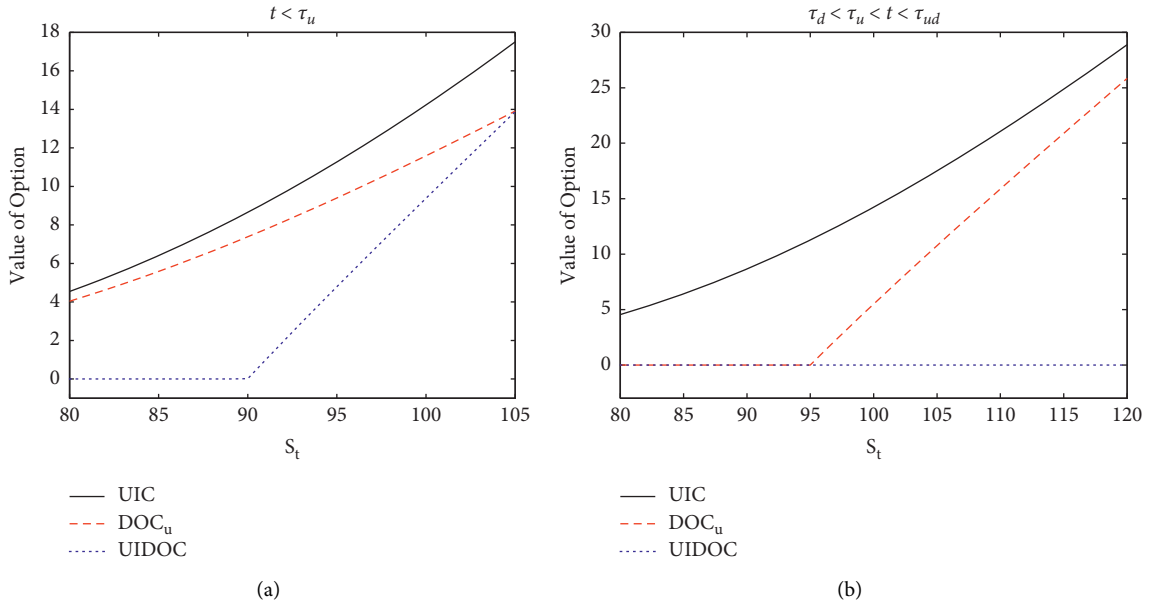 t < τu
18
16
14
12
10
8
6
4
2
0
Value of Option
80 85 90 95 100 105
St
UIC
DOCu
UIDOC
(a)
τd < τu < t < τud
30
25
20
15
10
5
0
Value of Option
80 85 90 95 100 105 110 115 120
St
UIC
DOCu
UIDOC
(b)